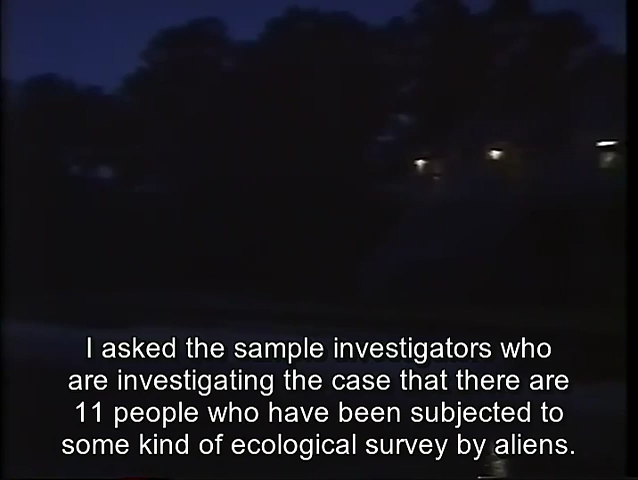 I asked the sample investigators who
are investigating the case that there are
11 people who have been subjected to
some kind of ecological survey by aliens.